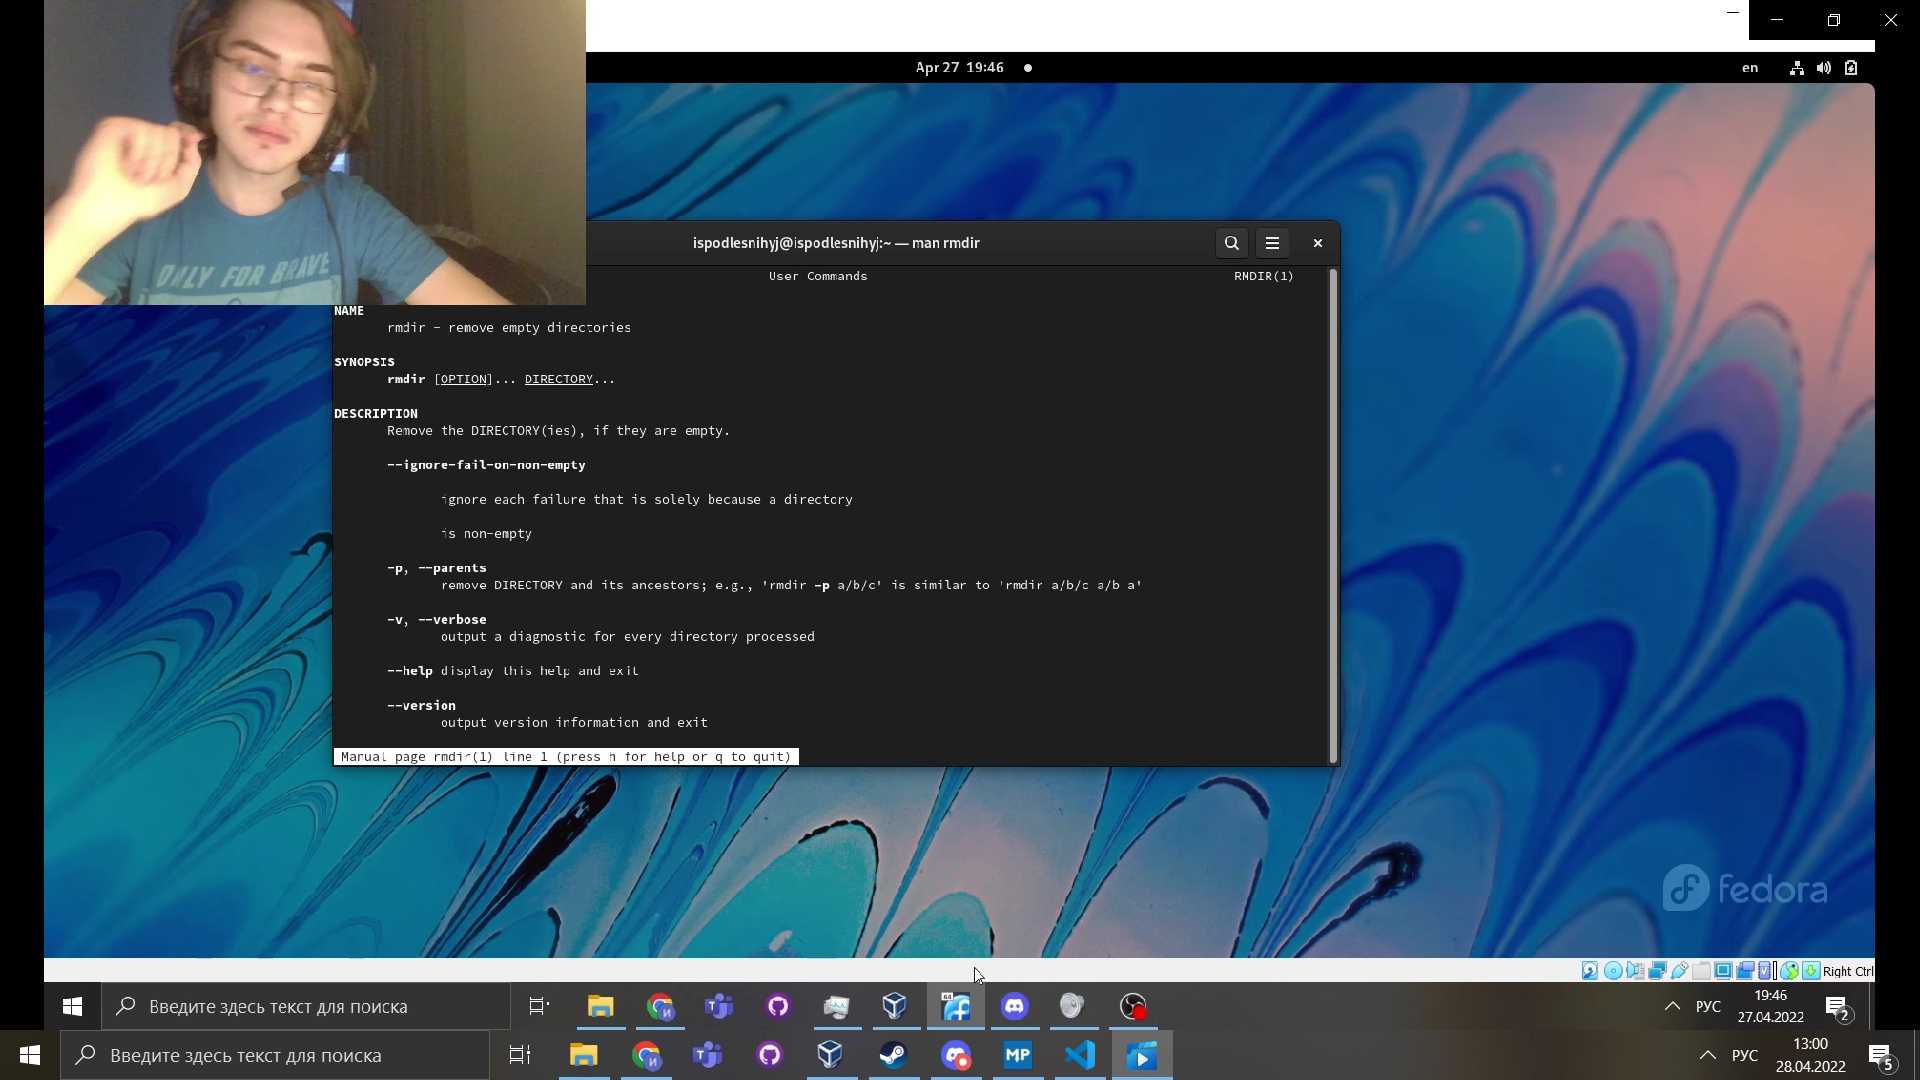 Apr 27 19:46
en
ONLY FOR BRAVE
ispodlesnihyj@ispodlesnihyj:~ — man rmdir
User Commands RMDIR(1)
NAME
rmdir - remove empty directories
SYNOPSIS
rmdir [OPTION]... DIRECTORY...
DESCRIPTION
Remove the DIRECTORY(ies), if they are empty.
--ignore-fail-on-non-empty
ignore each failure that is solely because a directory
is non-empty
-p, --parents
remove DIRECTORY and its ancestors; e.g., 'rmdir -p a/b/c' is similar to 'rmdir a/b/c a/b a'
-v, --verbose
output a diagnostic for every directory processed
--help display this help and exit
--version
output version information and exit
Manual page rmdir(1) line 1 (press h for help or q to quit)
fedora
Right Ctrl
Введите здесь текст для поиска
64
РУС
19:46
27.04.2022
2
Введите здесь текст для поиска
MP
РУС
13:00
28.04.2022
5